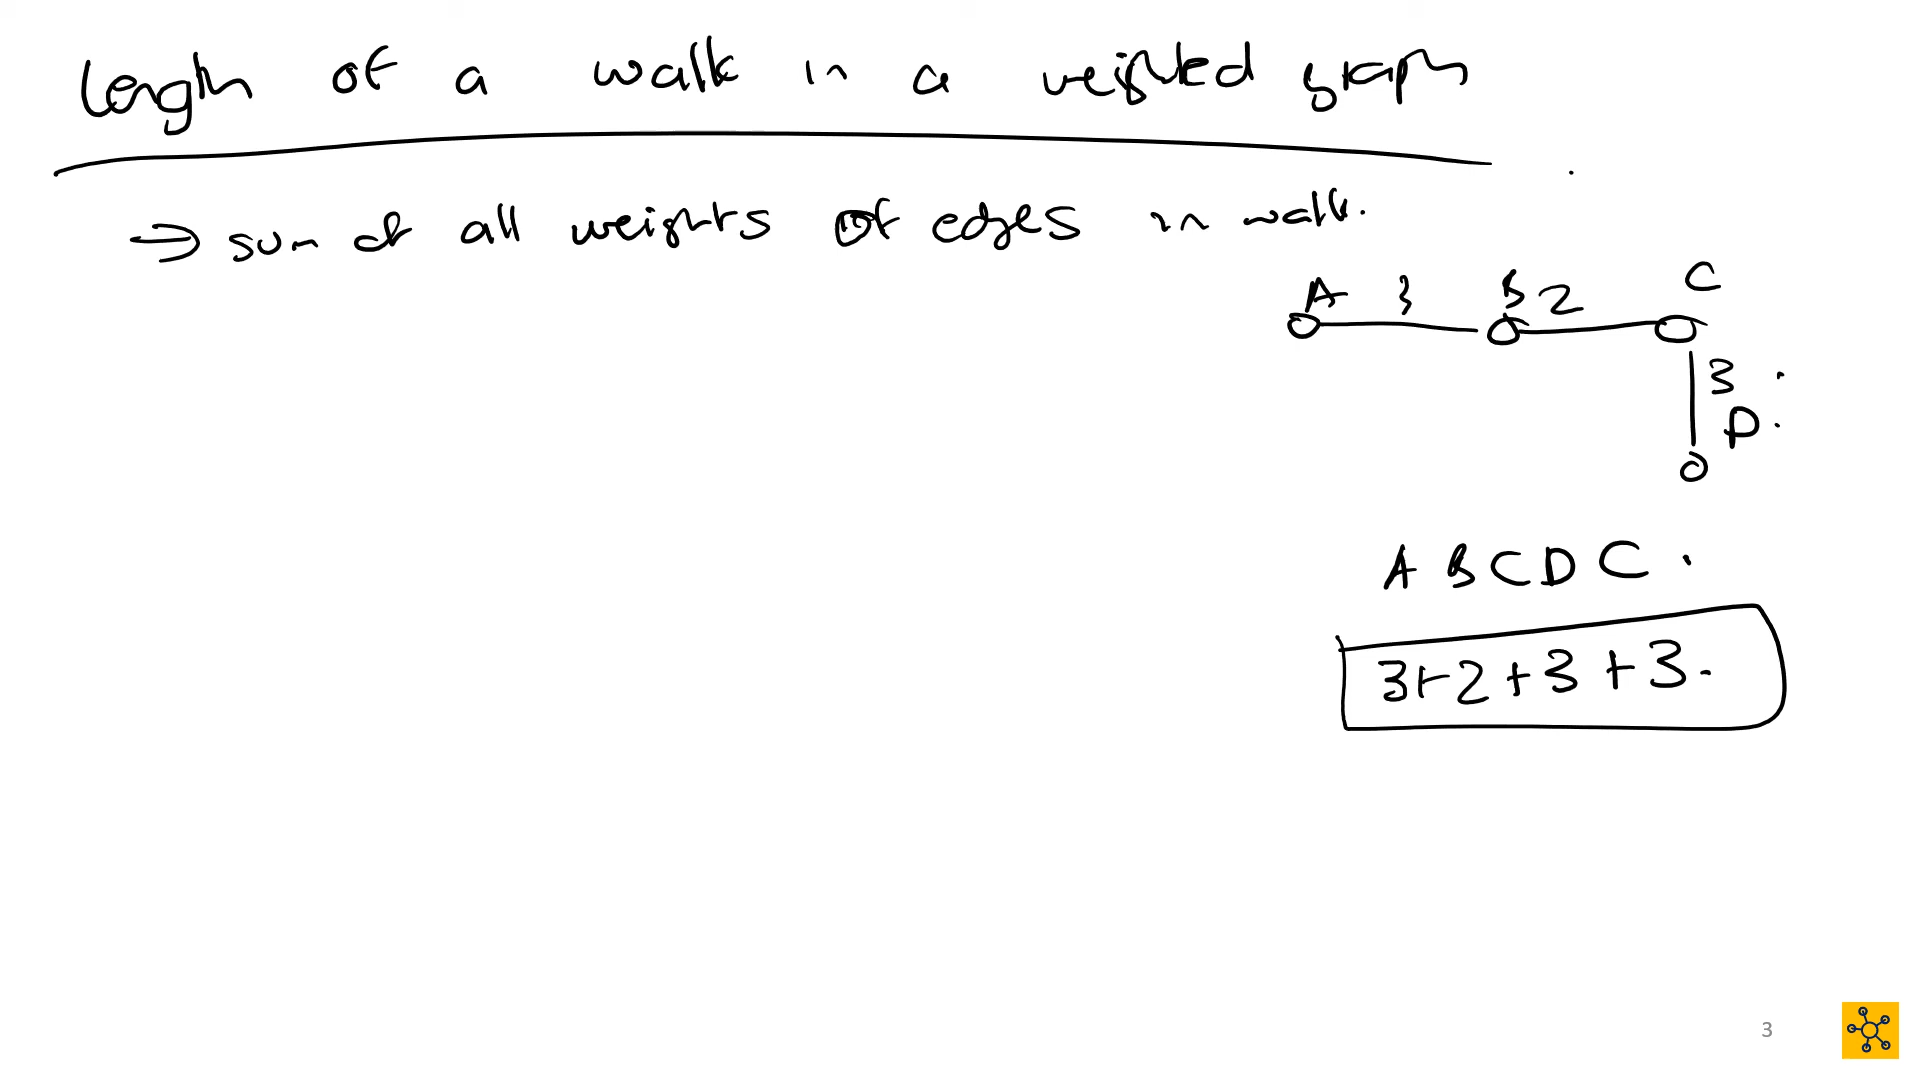 Length of a walk in a weighted graph
→ sum of all weights of edges in walk.
A 3 B 2 C
3
D
A B C D C
3+2+3+3
3